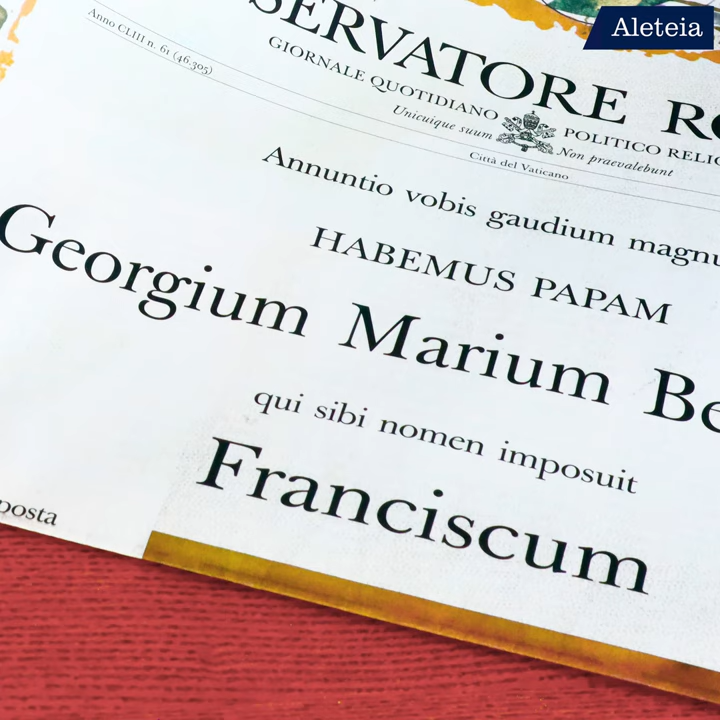 Aleteia
SERVATORE R
Anno CLIII n. 61 (46.305)
GIORNALE QUOTIDIANO POLITICO RELIG
Unicuique suum Non praevalebunt
Città del Vaticano
Annuntio vobis gaudium magnu
HABEMUS PAPAM
Georgium Marium Be
qui sibi nomen imposuit
Franciscum
posta